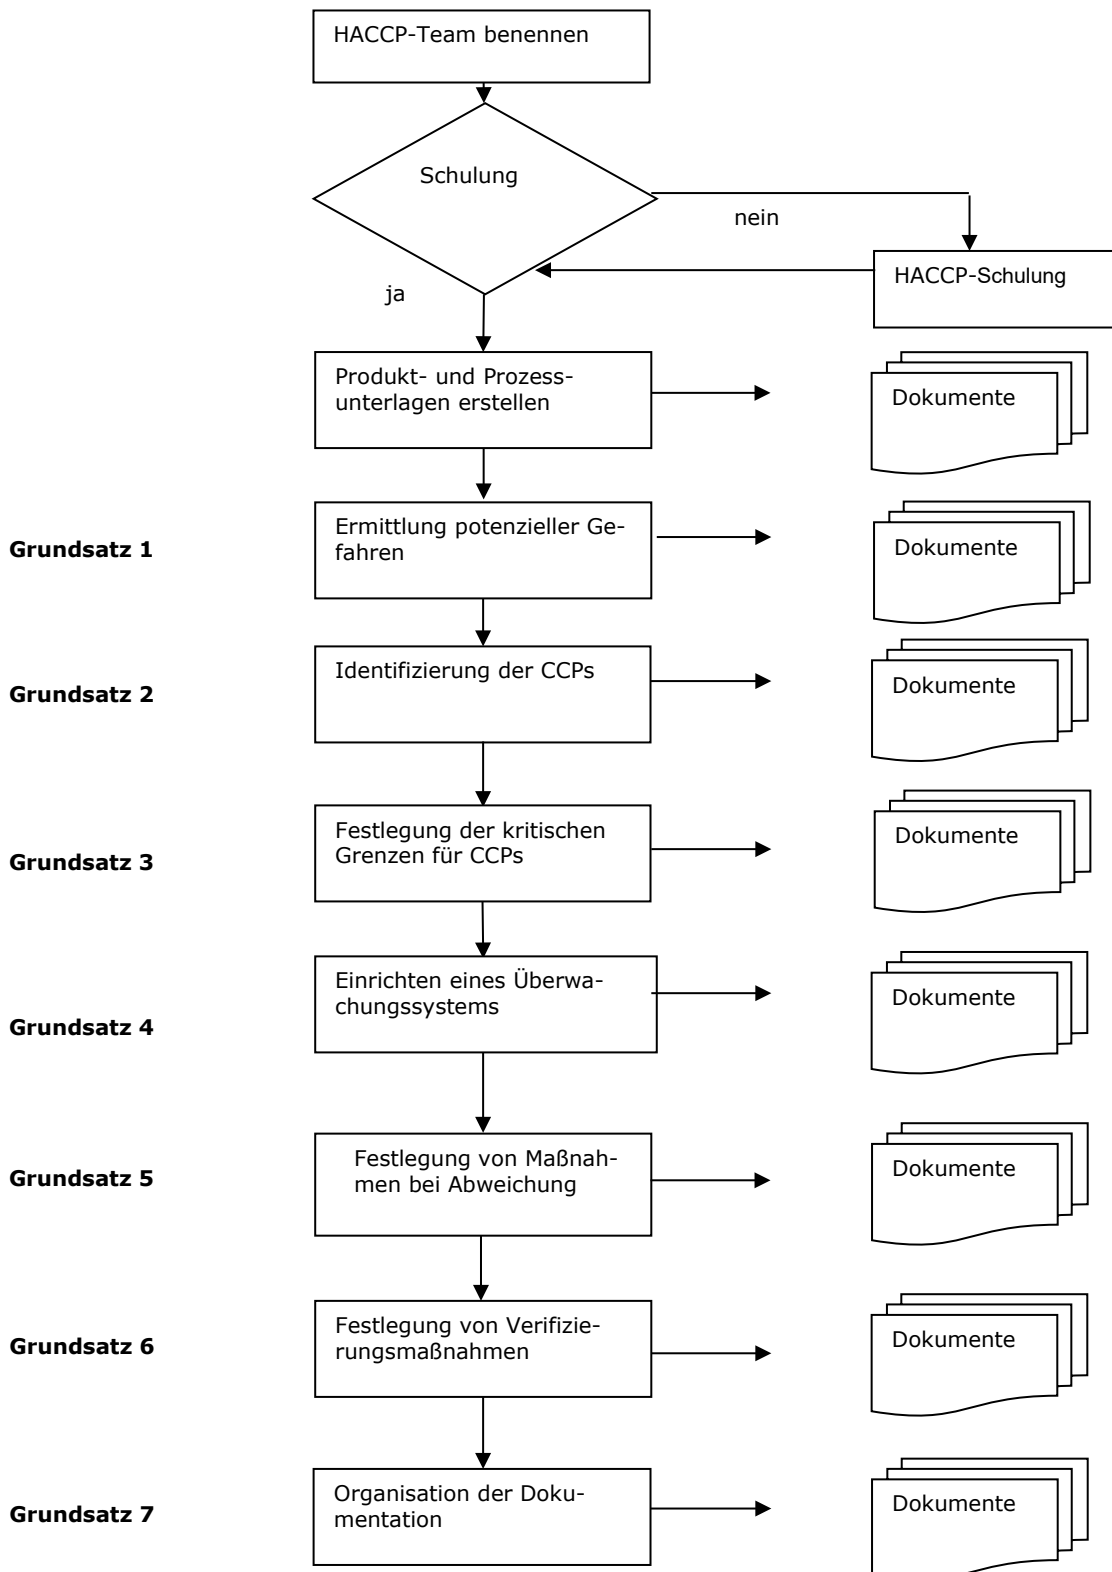 HACCP-Team benennen
Schulung
nein
HACCP-Schulung
ja
Produkt- und Prozess-
unterlagen erstellen
Dokumente
Grundsatz 1
Ermittlung potenzieller Ge-
fahren
Dokumente
Grundsatz 2
Identifizierung der CCPs
Dokumente
Grundsatz 3
Festlegung der kritischen
Grenzen für CCPs
Dokumente
Grundsatz 4
Einrichten eines Überwa-
chungssystems
Dokumente
Grundsatz 5
Festlegung von Maßnah-
men bei Abweichung
Dokumente
Grundsatz 6
Festlegung von Verifizie-
rungsmaßnahmen
Dokumente
Grundsatz 7
Organisation der Doku-
mentation
Dokumente